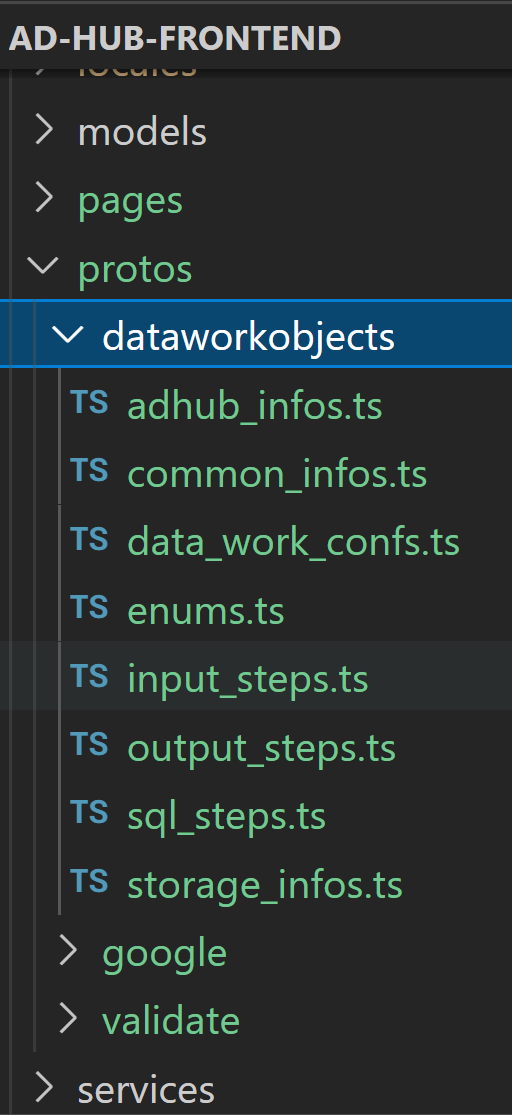 AD-HUB-FRONTEND
locales
models
pages
protos
dataworkobjects
TS adhub_infos.ts
TS common_infos.ts
TS data_work_confs.ts
TS enums.ts
TS input_steps.ts
TS output_steps.ts
TS sql_steps.ts
TS storage_infos.ts
google
validate
services